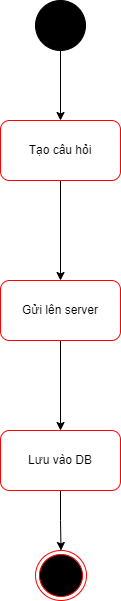 Tạo câu hỏi
Gửi lên server
Lưu vào DB